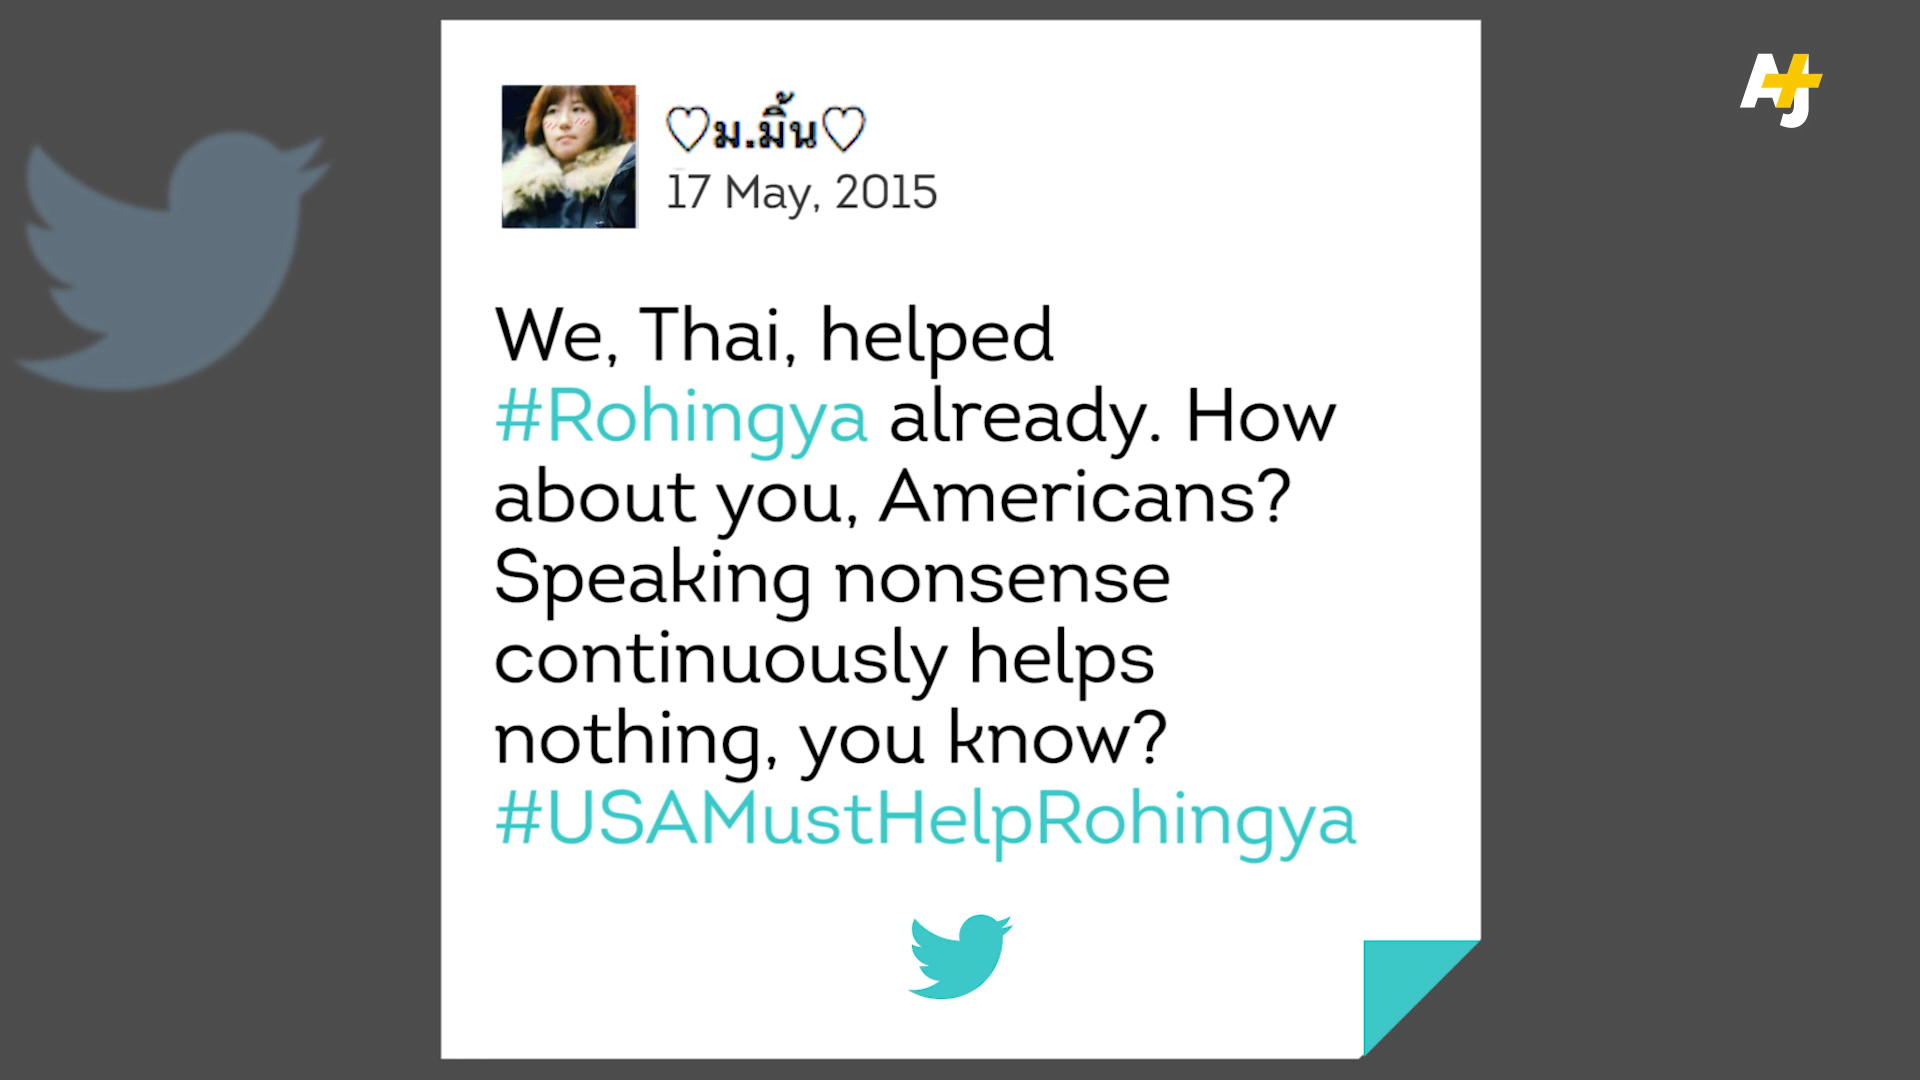 AJ+
♡ม.มิ้น♡
17 May, 2015
We, Thai, helped
#Rohingya already. How
about you, Americans?
Speaking nonsense
continuously helps
nothing, you know?
#USAMustHelpRohingya